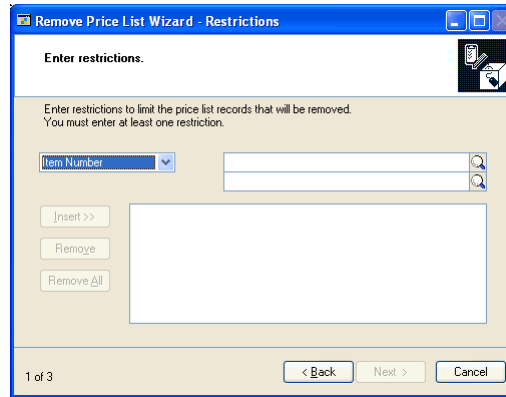 Remove Price List Wizard - Restrictions
Enter restrictions.
Enter restrictions to limit the price list records that will be removed.
You must enter at least one restriction.
Item Number
Insert >>
Remove
Remove All
1 of 3
< Back
Next >
Cancel